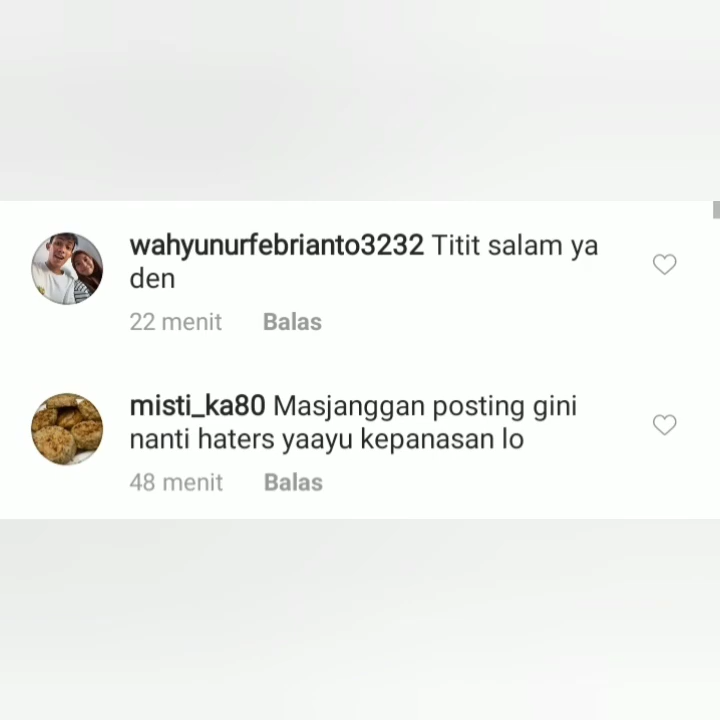 wahyunurfebrianto3232 Titit salam ya
den
22 menit Balas
misti_ka80 Masjanggan posting gini
nanti haters yaayu kepanasan lo
48 menit Balas